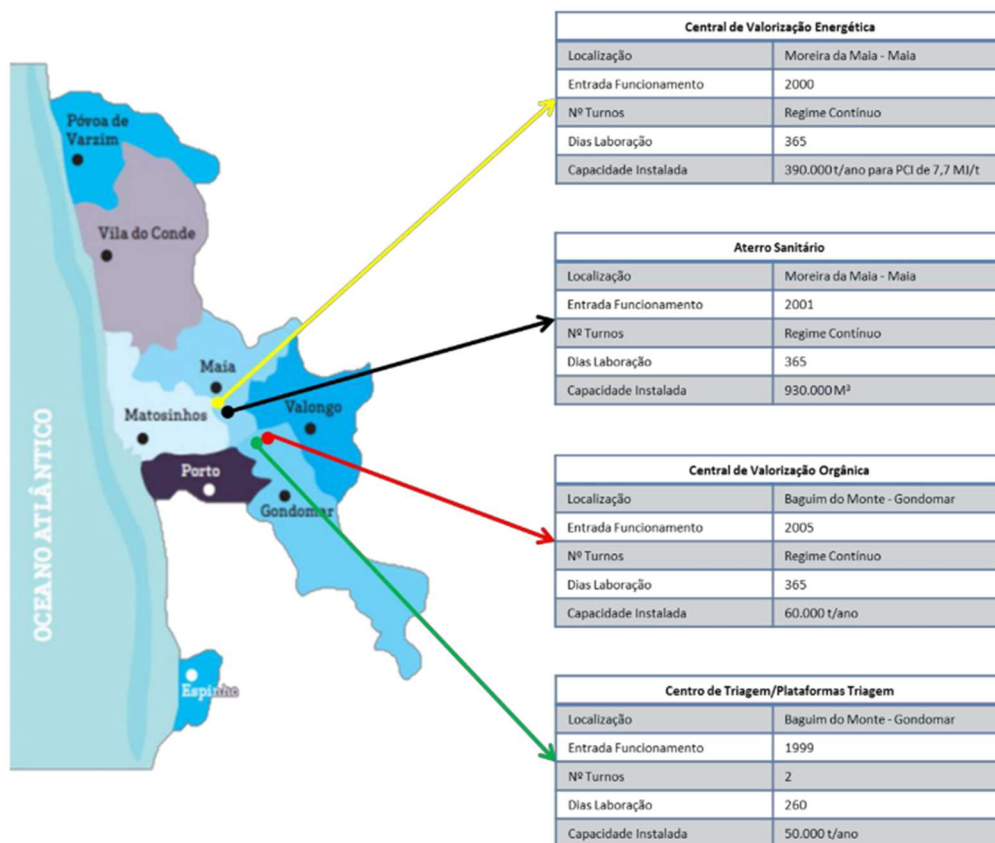 Póvoa de
Varzim
Vila do Conde
Maia
Matosinhos
Valongo
Porto
Gondomar
Espinho
OCEANO ATLÂNTICO
Central de Valorização Energética
Localização Moreira da Maia - Maia
Entrada Funcionamento 2000
Nº Turnos Regime Contínuo
Dias Laboração 365
Capacidade Instalada 390.000 t/ano para PCI de 7,7 MJ/t
Aterro Sanitário
Localização Moreira da Maia - Maia
Entrada Funcionamento 2001
Nº Turnos Regime Contínuo
Dias Laboração 365
Capacidade Instalada 930.000 M³
Central de Valorização Orgânica
Localização Baguim do Monte - Gondomar
Entrada Funcionamento 2005
Nº Turnos Regime Contínuo
Dias Laboração 365
Capacidade Instalada 60.000 t/ano
Centro de Triagem/Plataformas Triagem
Localização Baguim do Monte - Gondomar
Entrada Funcionamento 1999
Nº Turnos 2
Dias Laboração 260
Capacidade Instalada 50.000 t/ano